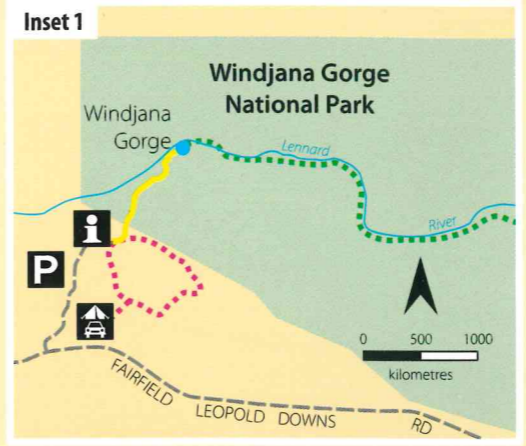 Inset 1
Windjana Gorge
National Park
Windjana
Gorge
Lennard
River
i
P
0 500 1000
kilometres
FAIRFIELD LEOPOLD DOWNS RD